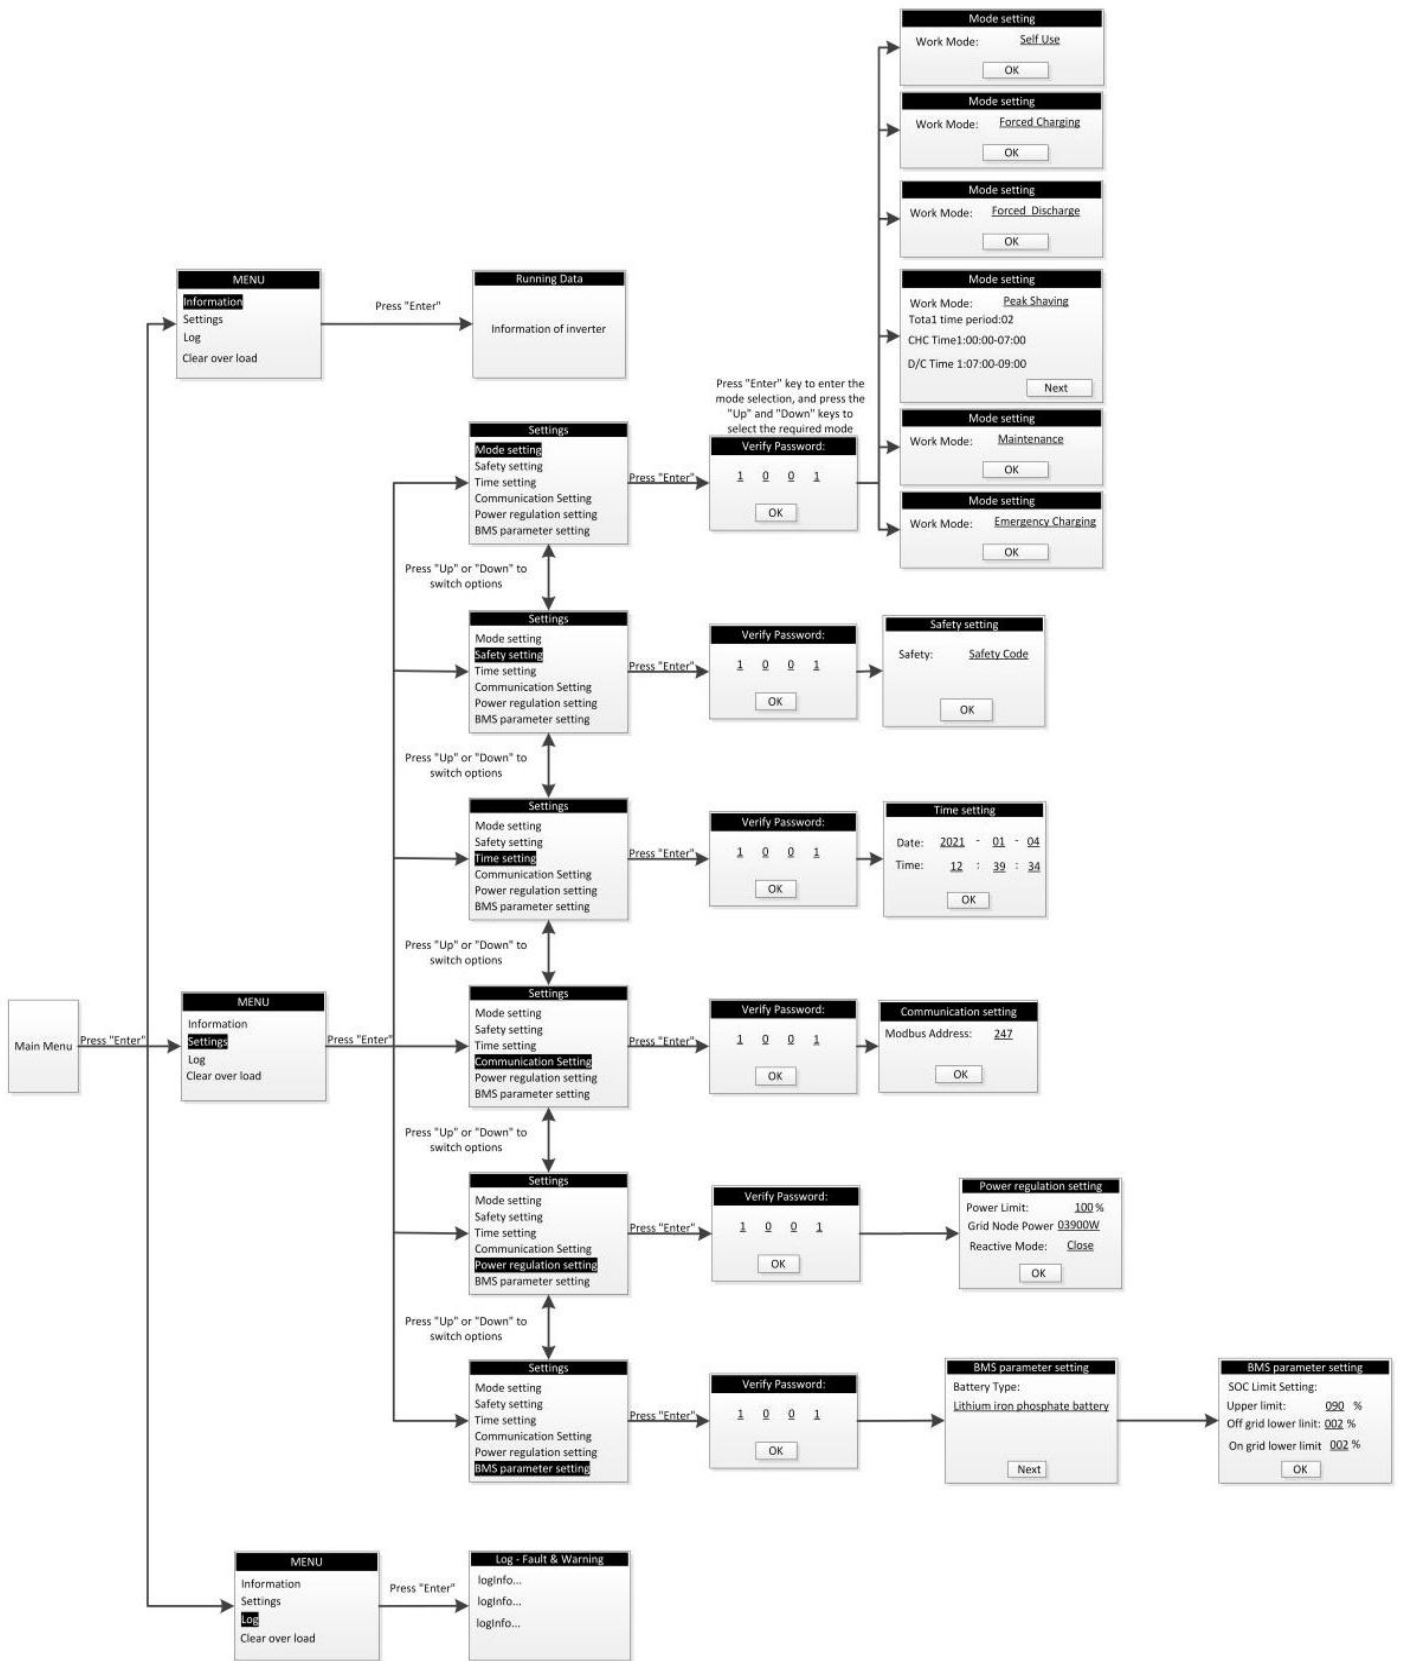 Mode setting
Work Mode: Self Use
OK
Mode setting
Work Mode: Forced Charging
OK
Mode setting
Work Mode: Forced Discharge
OK
Mode setting
Work Mode: Peak Shaving
Tota1 time period:02
CHC Time1:00:00-07:00
D/C Time 1:07:00-09:00
Next
Mode setting
Work Mode: Maintenance
OK
Mode setting
Work Mode: Emergency Charging
OK
MENU
Information
Settings
Log
Clear over load
Press "Enter"
Running Data
Information of inverter
Press "Enter" key to enter the
mode selection, and press the
"Up" and "Down" keys to
select the required mode
Settings
Mode setting
Safety setting
Time setting
Communication Setting
Power regulation setting
BMS parameter setting
Press "Enter"
Verify Password:
1 0 0 1
OK
Press "Up" or "Down" to
switch options
Settings
Mode setting
Safety setting
Time setting
Communication Setting
Power regulation setting
BMS parameter setting
Press "Enter"
Verify Password:
1 0 0 1
OK
Safety setting
Safety: Safety Code
OK
Press "Up" or "Down" to
switch options
Settings
Mode setting
Safety setting
Time setting
Communication Setting
Power regulation setting
BMS parameter setting
Press "Enter"
Verify Password:
1 0 0 1
OK
Time setting
Date: 2021 - 01 - 04
Time: 12 : 39 : 34
OK
Press "Up" or "Down" to
switch options
Main Menu
Press "Enter"
MENU
Information
Settings
Log
Clear over load
Press "Enter"
Settings
Mode setting
Safety setting
Time setting
Communication Setting
Power regulation setting
BMS parameter setting
Press "Enter"
Verify Password:
1 0 0 1
OK
Communication setting
Modbus Address: 247
OK
Press "Up" or "Down" to
switch options
Settings
Mode setting
Safety setting
Time setting
Communication Setting
Power regulation setting
BMS parameter setting
Press "Enter"
Verify Password:
1 0 0 1
OK
Power regulation setting
Power Limit: 100 %
Grid Node Power 03900W
Reactive Mode: Close
OK
Press "Up" or "Down" to
switch options
Settings
Mode setting
Safety setting
Time setting
Communication Setting
Power regulation setting
BMS parameter setting
Press "Enter"
Verify Password:
1 0 0 1
OK
BMS parameter setting
Battery Type:
Lithium iron phosphate battery
Next
BMS parameter setting
SOC Limit Setting:
Upper limit: 090 %
Off grid lower linit: 002 %
On grid lower limit 002 %
OK
MENU
Information
Settings
Log
Clear over load
Press "Enter"
Log - Fault & Warning
logInfo...
logInfo...
logInfo...